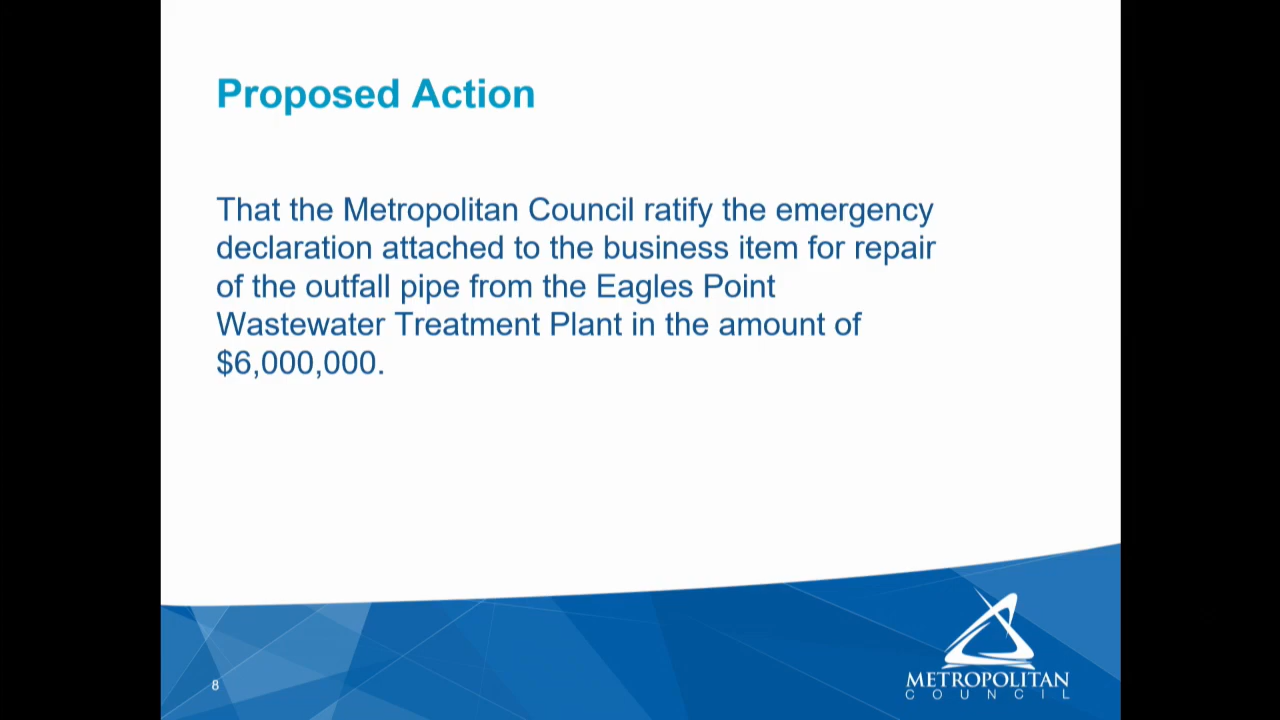 Proposed Action
That the Metropolitan Council ratify the emergency
declaration attached to the business item for repair
of the outfall pipe from the Eagles Point
Wastewater Treatment Plant in the amount of
$6,000,000.
8
METROPOLITAN
COUNCIL